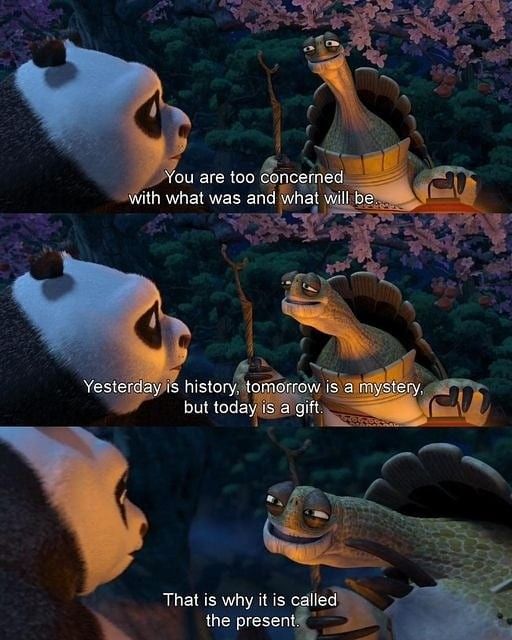 You are too concerned
with what was and what will be.
Yesterday is history, tomorrow is a mystery,
but today is a gift.
That is why it is called
the present.